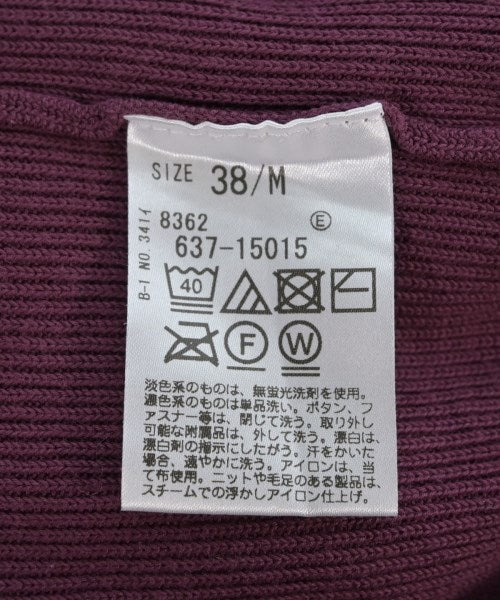 SIZE 38/M
8362 Ⓔ
637-15015
B-1 NO.3414
40
F W
淡色系のものは、無蛍光洗剤を使用。
濃色系のものは単品洗い。ボタン、フ
ァスナー等は、閉じて洗う。取り外し
可能な附属品は、外して洗う。漂白は、
漂白剤の指示にしたがう。汗をかいた
場合、速やかに洗う。アイロンは、当
て布使用。ニットや毛足のある製品は、
スチームでの浮かしアイロン仕上げ。